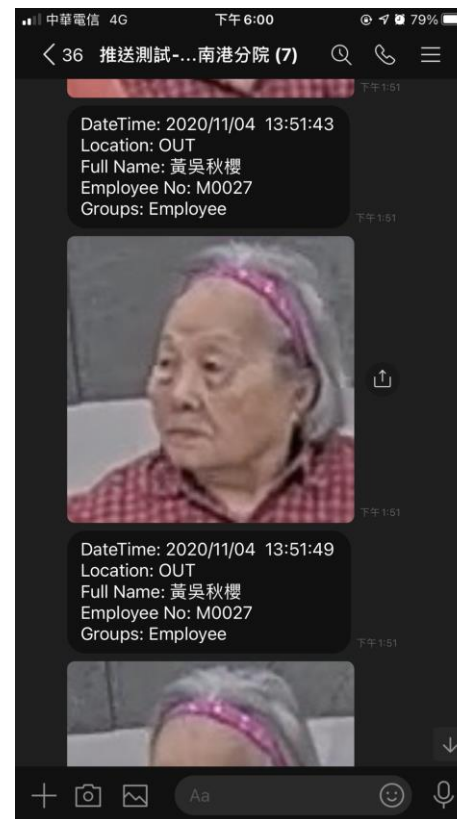 中華電信 4G
下午6:00
79%
36 推送測試-...南港分院 (7)
下午1:51
DateTime: 2020/11/04 13:51:43
Location: OUT
Full Name: 黃吳秋櫻
Employee No: M0027
Groups: Employee
下午1:51
下午1:51
DateTime: 2020/11/04 13:51:49
Location: OUT
Full Name: 黃吳秋櫻
Employee No: M0027
Groups: Employee
下午1:51
Aa